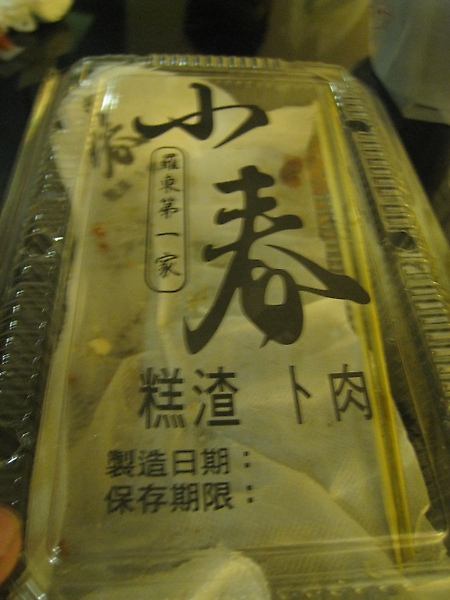 小春
羅東第一家
糕渣 卜肉
製造日期：
保存期限：